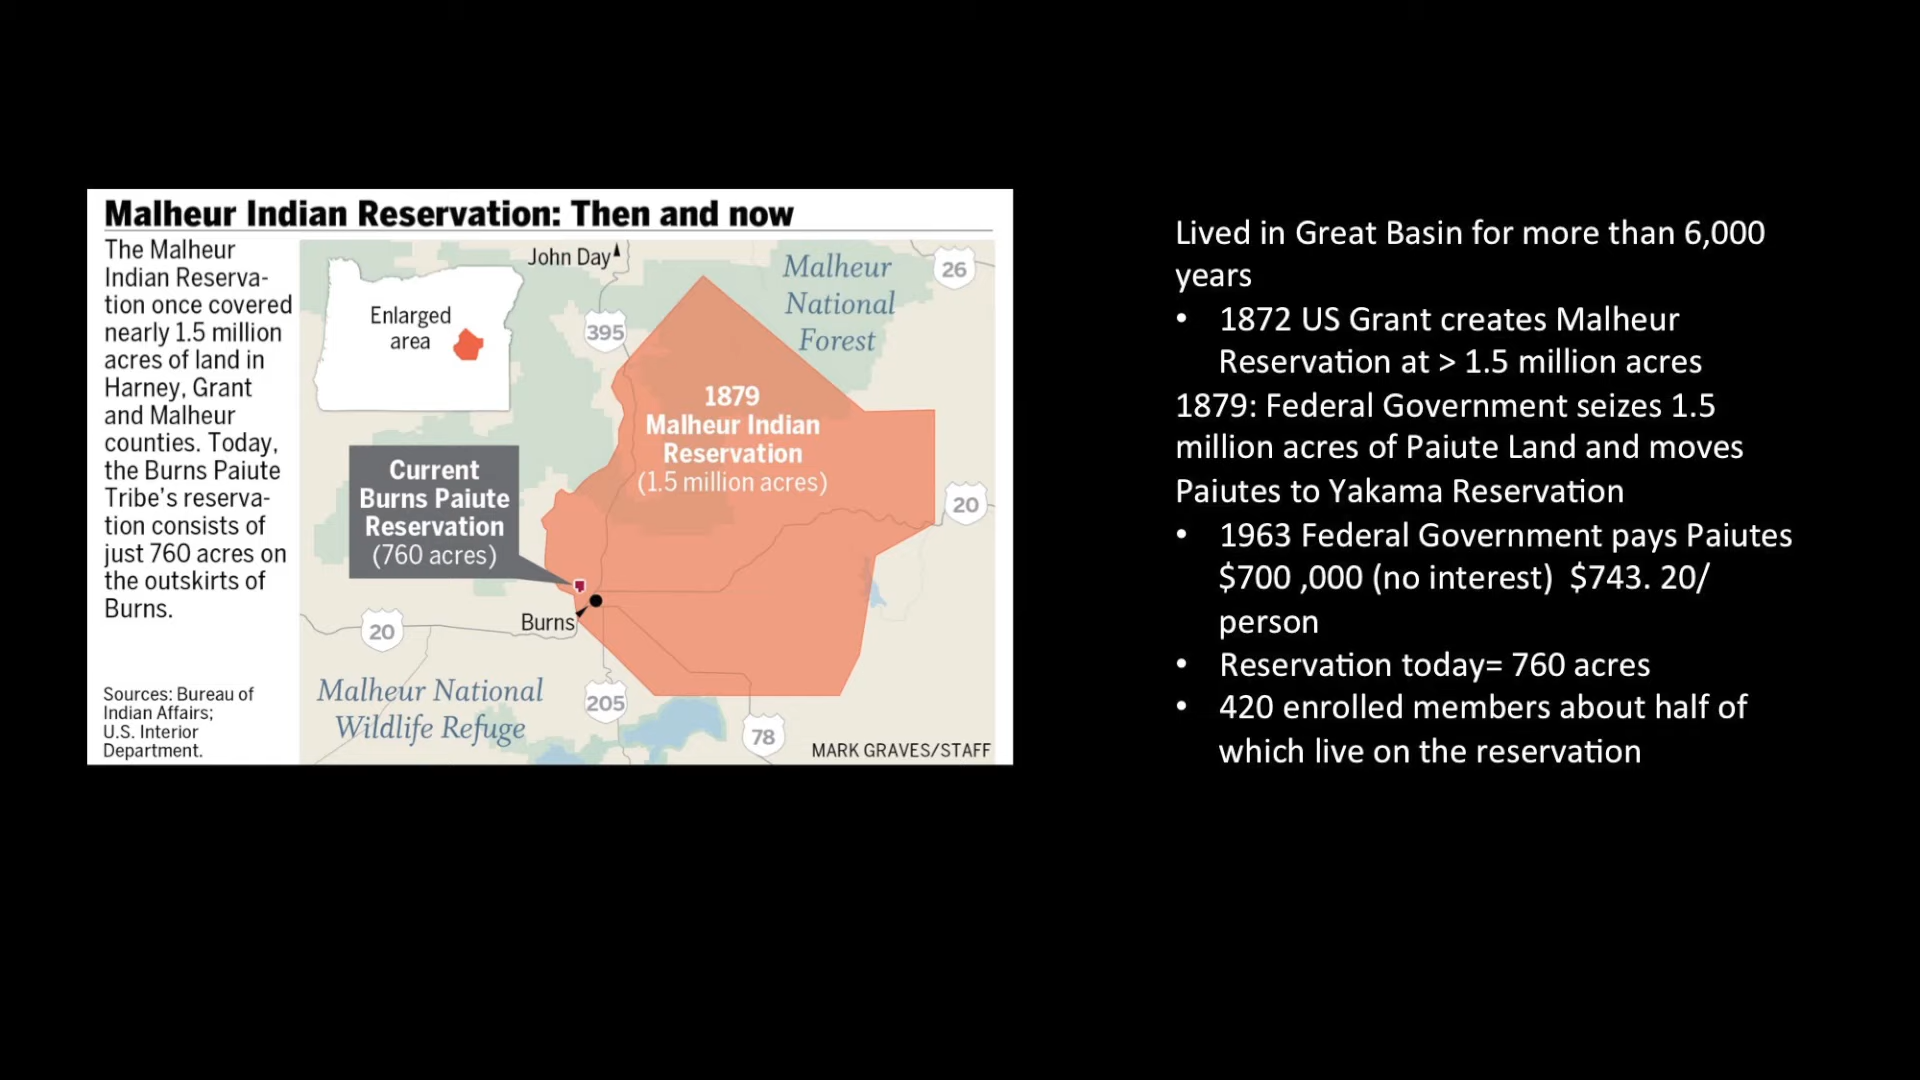 Malheur Indian Reservation: Then and now
The Malheur
Indian Reserva-
tion once covered
nearly 1.5 million
acres of land in
Harney, Grant
and Malheur
counties. Today,
the Burns Paiute
Tribe's reserva-
tion consists of
just 760 acres on
the outskirts of
Burns.
Sources: Bureau of
Indian Affairs;
U.S. Interior
Department.
John Day
Malheur
National
Forest
26
Enlarged
area
395
1879
Malheur Indian
Reservation
(1.5 million acres)
Current
Burns Paiute
Reservation
(760 acres)
20
Burns
20
Malheur National
Wildlife Refuge
205
78
MARK GRAVES/STAFF
Lived in Great Basin for more than 6,000
years
• 1872 US Grant creates Malheur
Reservation at > 1.5 million acres
1879: Federal Government seizes 1.5
million acres of Paiute Land and moves
Paiutes to Yakama Reservation
• 1963 Federal Government pays Paiutes
$700 ,000 (no interest) $743. 20/
person
• Reservation today= 760 acres
• 420 enrolled members about half of
which live on the reservation